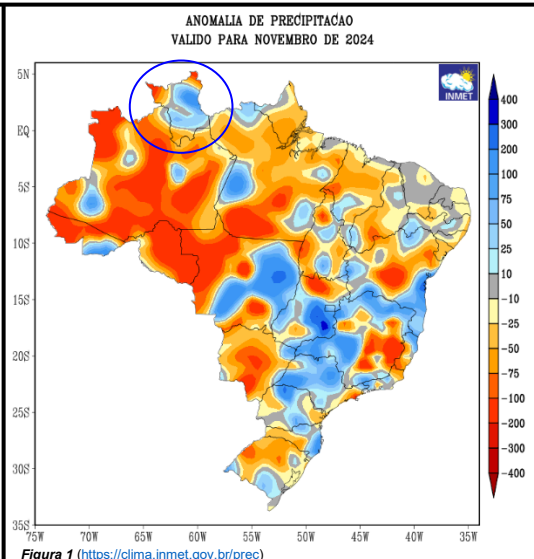 ANOMALIA DE PRECIPITACAO
VALIDO PARA NOVEMBRO DE 2024
INMET
5N
EQ
5S
10S
15S
20S
25S
30S
35S
75W 70W 65W 60W 55W 50W 45W 40W 35W
400
300
200
100
75
50
25
10
-10
-25
-50
-75
-100
-200
-300
-400
Figura 1 (https://clima.inmet.gov.br/prec)